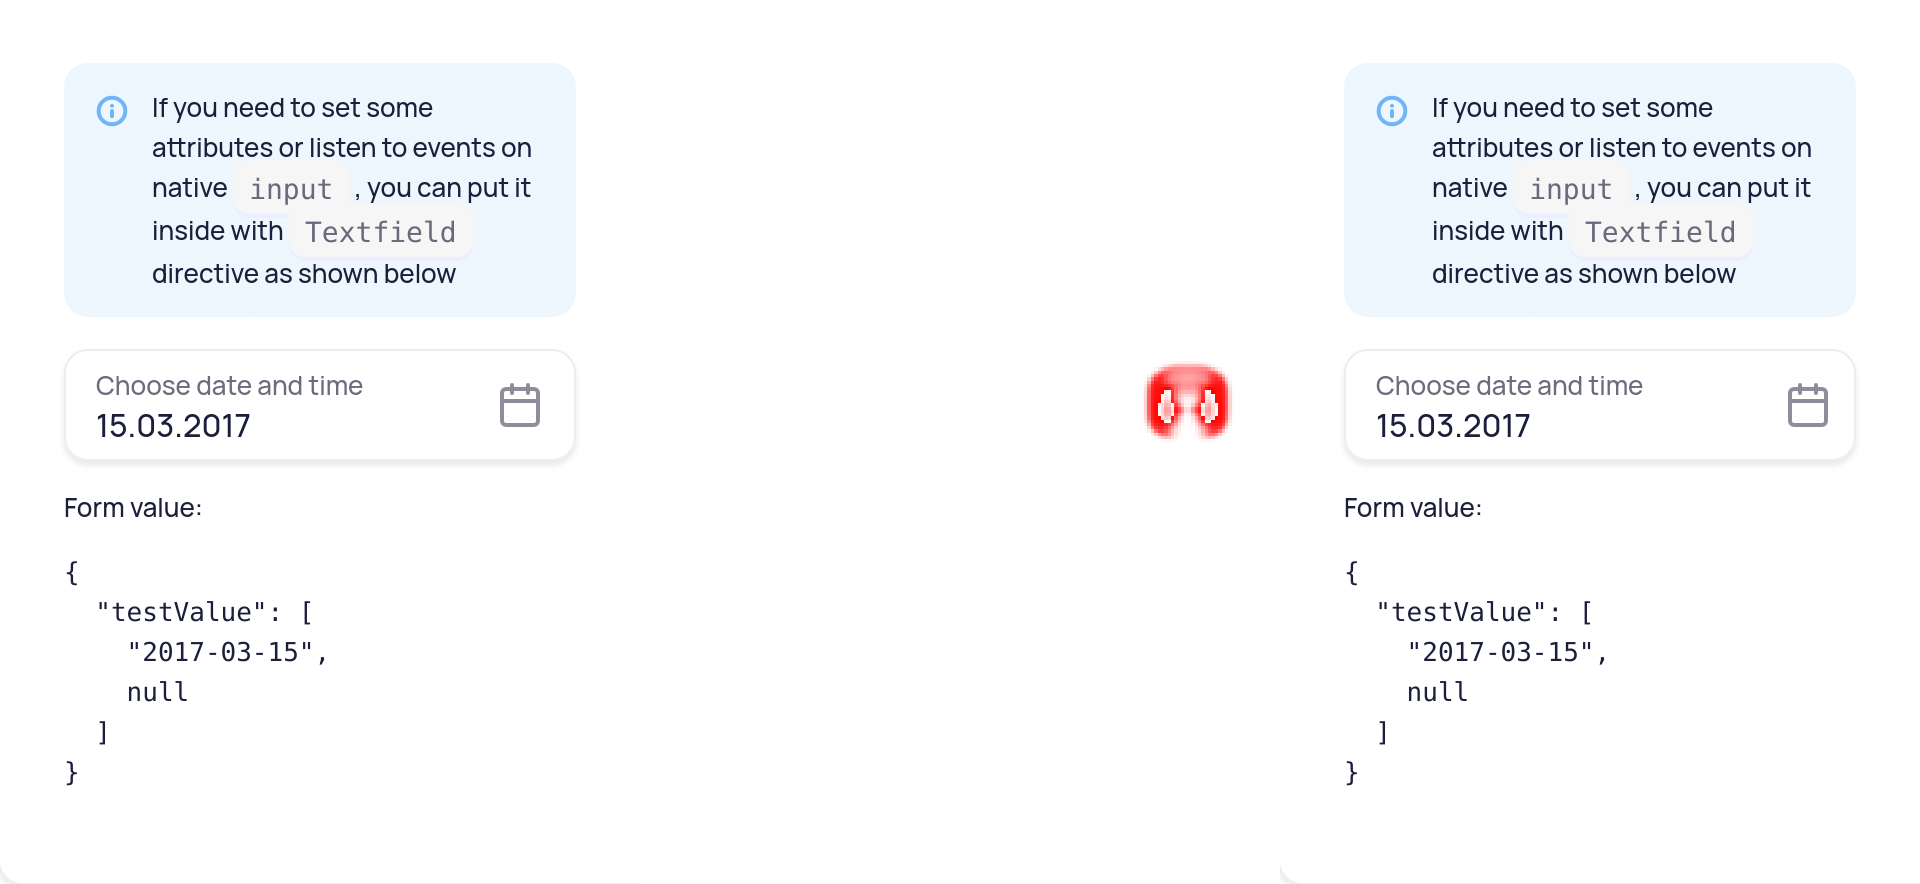 If you need to set some
attributes or listen to events on
native input , you can put it
inside with Textfield
directive as shown below
Choose date and time
15.03.2017
Form value:
{
  "testValue": [
    "2017-03-15",
    null
  ]
}
If you need to set some
attributes or listen to events on
native input , you can put it
inside with Textfield
directive as shown below
Choose date and time
15.03.2017
Form value:
{
  "testValue": [
    "2017-03-15",
    null
  ]
}